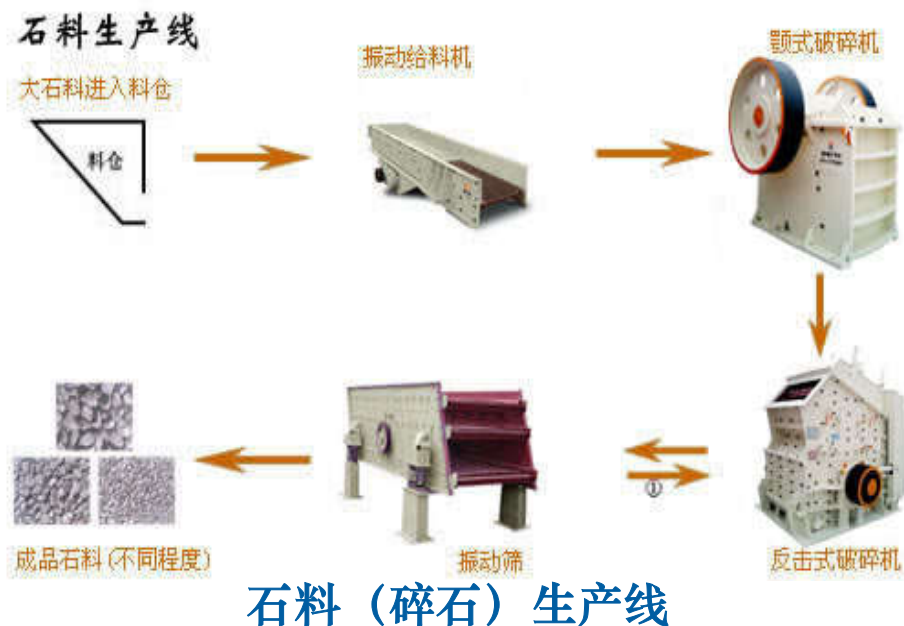 石料生产线
大石料进入料仓
料仓
振动给料机
颚式破碎机
①
成品石料(不同程度)
振动筛
反击式破碎机
石料（碎石）生产线